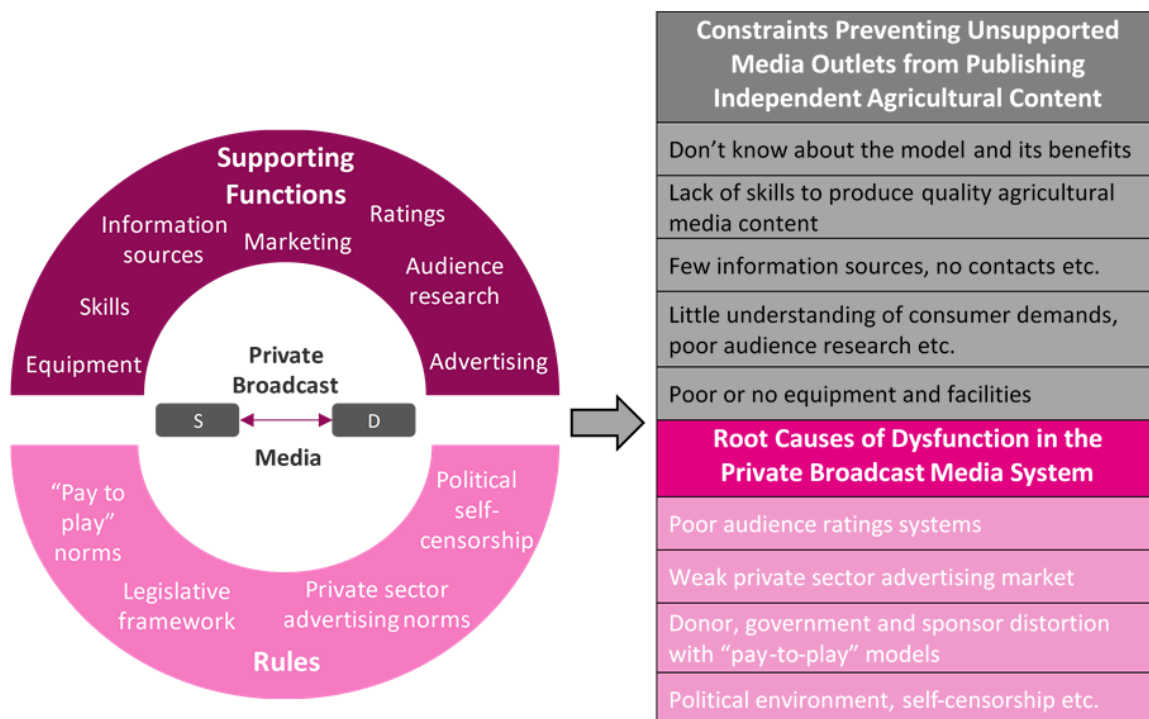 Supporting
Functions
Information
sources
Marketing
Ratings
Audience
research
Skills
Equipment
Advertising
Private
Broadcast
S
D
Media
“Pay to
play”
norms
Political
self-
censorship
Legislative
framework
Private sector
advertising norms
Rules
Constraints Preventing Unsupported
Media Outlets from Publishing
Independent Agricultural Content
Don’t know about the model and its benefits
Lack of skills to produce quality agricultural
media content
Few information sources, no contacts etc.
Little understanding of consumer demands,
poor audience research etc.
Poor or no equipment and facilities
Root Causes of Dysfunction in the
Private Broadcast Media System
Poor audience ratings systems
Weak private sector advertising market
Donor, government and sponsor distortion
with “pay-to-play” models
Political environment, self-censorship etc.